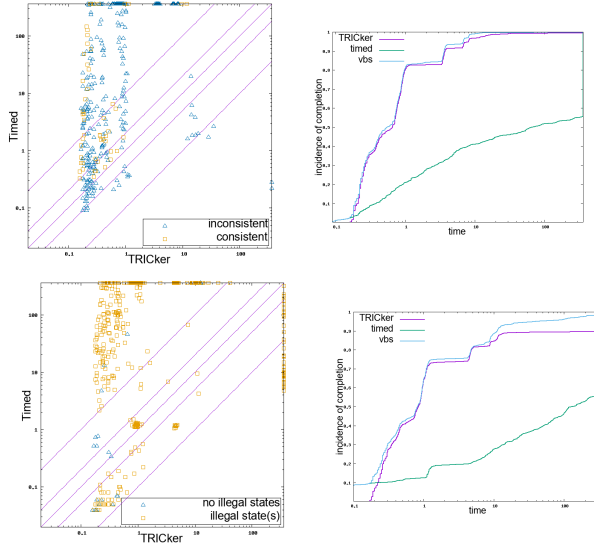 Timed
100
10
1
0.1
0.1
1
10
100
TRICker
inconsistent
consistent
TRICker
timed
vbs
incidence of completion
1
0.9
0.8
0.7
0.6
0.5
0.4
0.3
0.2
0.1
0.1
1
10
100
time
Timed
100
10
1
0.1
0.1
1
10
100
TRICker
no illegal states
illegal state(s)
TRICker
timed
vbs
incidence of completion
1
0.9
0.8
0.7
0.6
0.5
0.4
0.3
0.2
0.1
0.1
1
10
100
time